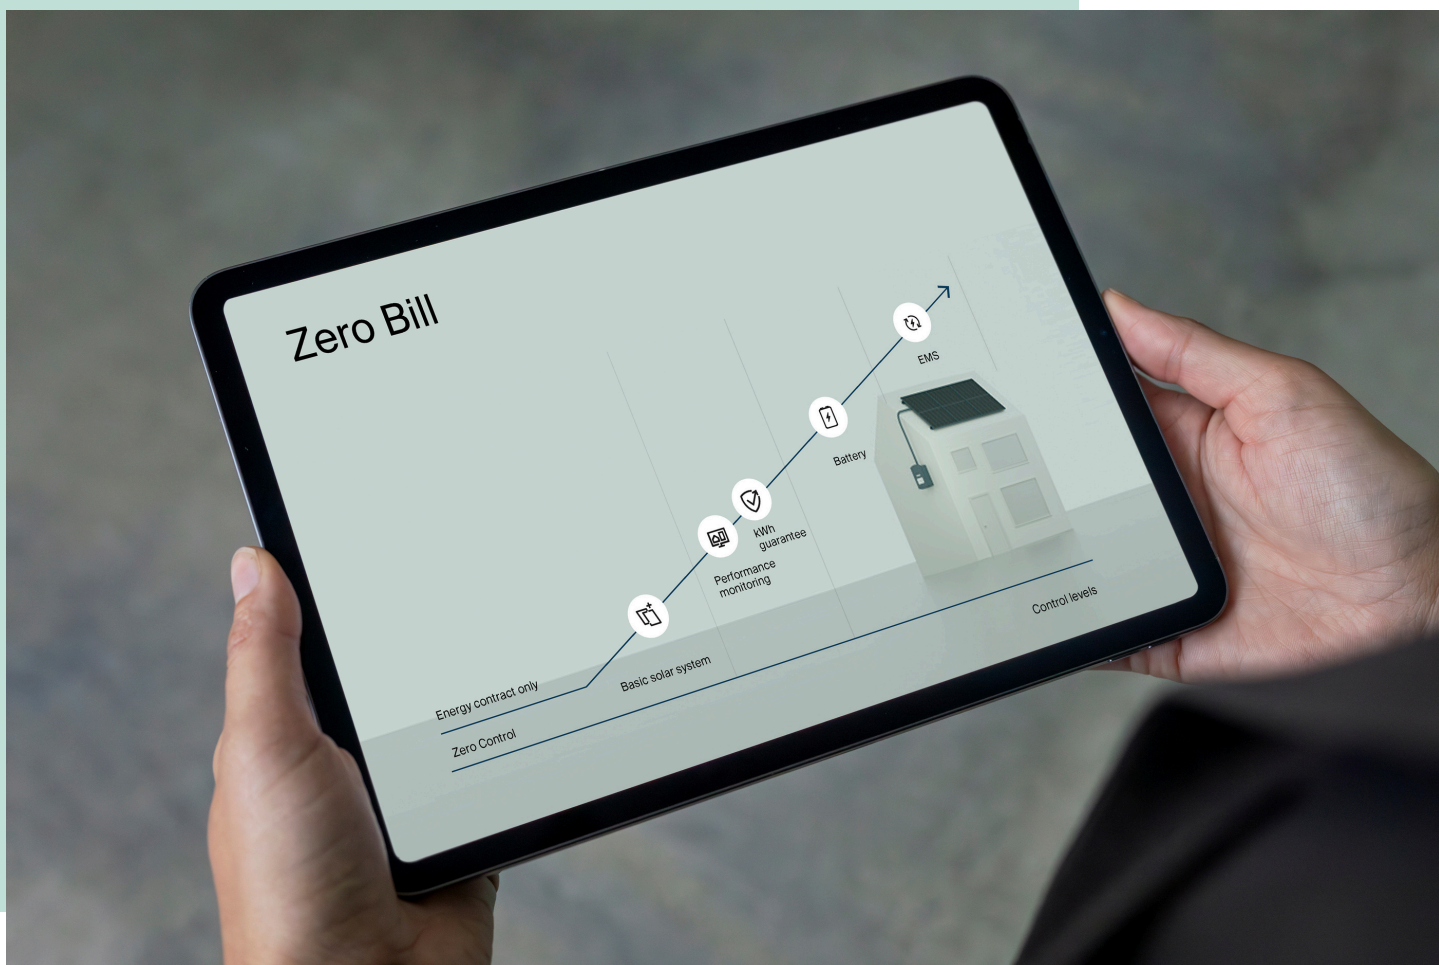 Zero Bill
EMS
Battery
kWh
guarantee
Performance
monitoring
Basic solar system
Energy contract only
Zero Control
Control levels